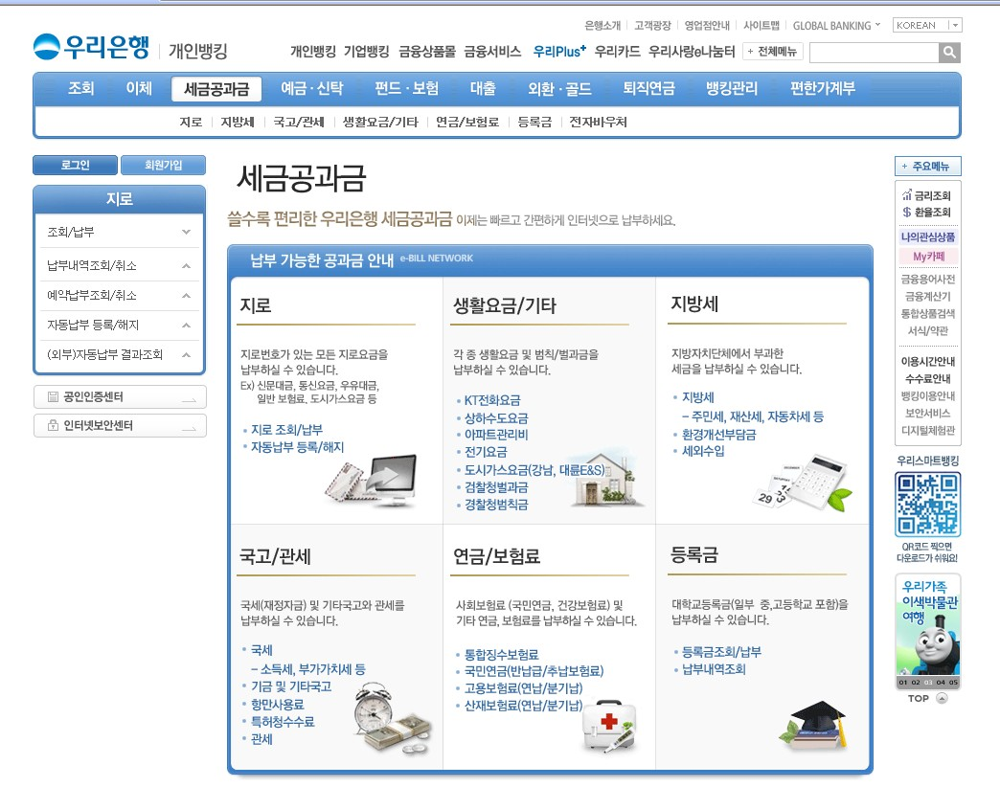 은행소개 고객광장 영업점안내 사이트맵 GLOBAL BANKING KOREAN
우리은행 개인뱅킹
개인뱅킹 기업뱅킹 금융상품몰 금융서비스 우리Plus+ 우리카드 우리사랑e나눔터 + 전체메뉴
조회 이체 세금공과금 예금·신탁 펀드·보험 대출 외환·골드 퇴직연금 뱅킹관리 편한가계부
지로 지방세 국고/관세 생활요금/기타 연금/보험료 등록금 전자바우처
로그인 회원가입
지로
조회/납부
납부내역조회/취소
예약납부조회/취소
자동납부 등록/해지
(외부)자동납부 결과조회
공인인증센터
인터넷보안센터
세금공과금
쓸수록 편리한 우리은행 세금공과금 이제는 빠르고 간편하게 인터넷으로 납부하세요.
납부 가능한 공과금 안내 e-BILL NETWORK
지로
지로번호가 있는 모든 지로요금을
납부하실 수 있습니다.
Ex) 신문대금, 통신요금, 우유대금,
일반 보험료, 도시가스요금 등
• 지로 조회/납부
• 자동납부 등록/해지
생활요금/기타
각 종 생활요금 및 범칙/벌과금을
납부하실 수 있습니다.
• KT전화요금
• 상하수도요금
• 아파트관리비
• 전기요금
• 도시가스요금(강남, 대륜E&S)
• 검찰청벌과금
• 경찰청범칙금
지방세
지방자치단체에서 부과한
세금을 납부하실 수 있습니다.
• 지방세
– 주민세, 재산세, 자동차세 등
• 환경개선부담금
• 세외수입
29
국고/관세
국세(재정자금) 및 기타국고와 관세를
납부하실 수 있습니다.
• 국세
– 소득세, 부가가치세 등
• 기금 및 기타국고
• 항만사용료
• 특허청수수료
• 관세
연금/보험료
사회보험료 (국민연금, 건강보험료) 및
기타 연금, 보험료를 납부하실 수 있습니다.
• 통합징수보험료
• 국민연금(반납급/추납보험료)
• 고용보험료(연납/분기납)
• 산재보험료(연납/분기납)
등록금
대학교등록금(일부 중,고등학교 포함)을
납부하실 수 있습니다.
• 등록금조회/납부
• 납부내역조회
+ 주요메뉴
금리조회
$ 환율조회
나의관심상품
My카페
금융용어사전
금융계산기
통합상품검색
서식/약관
이용시간안내
수수료안내
뱅킹이용안내
보안서비스
디지털체험관
우리스마트뱅킹
QR코드 찍으면
다운로드가 쉬워요!
우리가족
이색박물관
여행
01 02 03 04 05
TOP